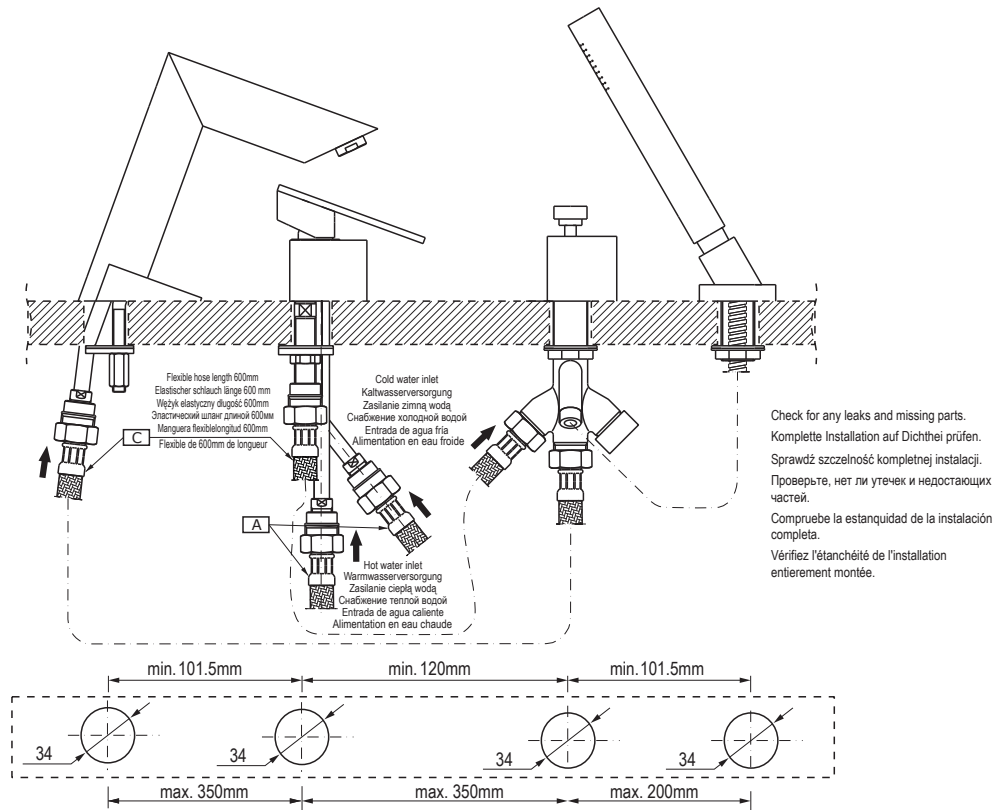 Flexible hose length 600mm
Elastischer schlauch länge 600 mm
Wężyk elastyczny długość 600mm
Эластический шланг длиной 600мм
Manguera flexiblelongitud 600mm
Flexible de 600mm de longueur
C
Cold water inlet
Kaltwasserversorgung
Zasilanie zimną wodą
Снабжение холодной водой
Entrada de agua fría
Alimentation en eau froide
A
Hot water inlet
Warmwasserversorgung
Zasilanie ciepłą wodą
Снабжение теплой водой
Entrada de agua caliente
Alimentation en eau chaude
Check for any leaks and missing parts.
Komplette Installation auf Dichthei prüfen.
Sprawdź szczelność kompletnej instalacji.
Проверьте, нет ли утечек и недостающих
частей.
Compruebe la estanquidad de la instalación
completa.
Vérifiez l'étanchéité de l'installation
entierement montée.
min. 101.5mm
min. 120mm
min. 101.5mm
34
34
34
34
max. 350mm
max. 350mm
max. 200mm